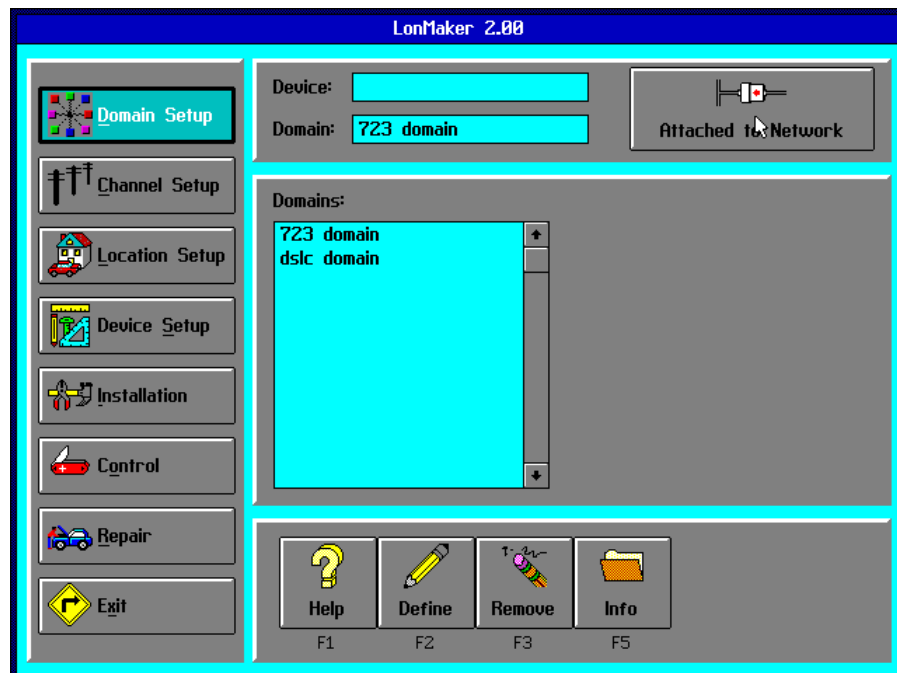 LonMaker 2.00
Domain Setup
Channel Setup
Location Setup
Device Setup
Installation
Control
Repair
Exit
Device:
Domain: 723 domain
Attached to Network
Domains:
723 domain
dslc domain
Help Define Remove Info
F1 F2 F3 F5